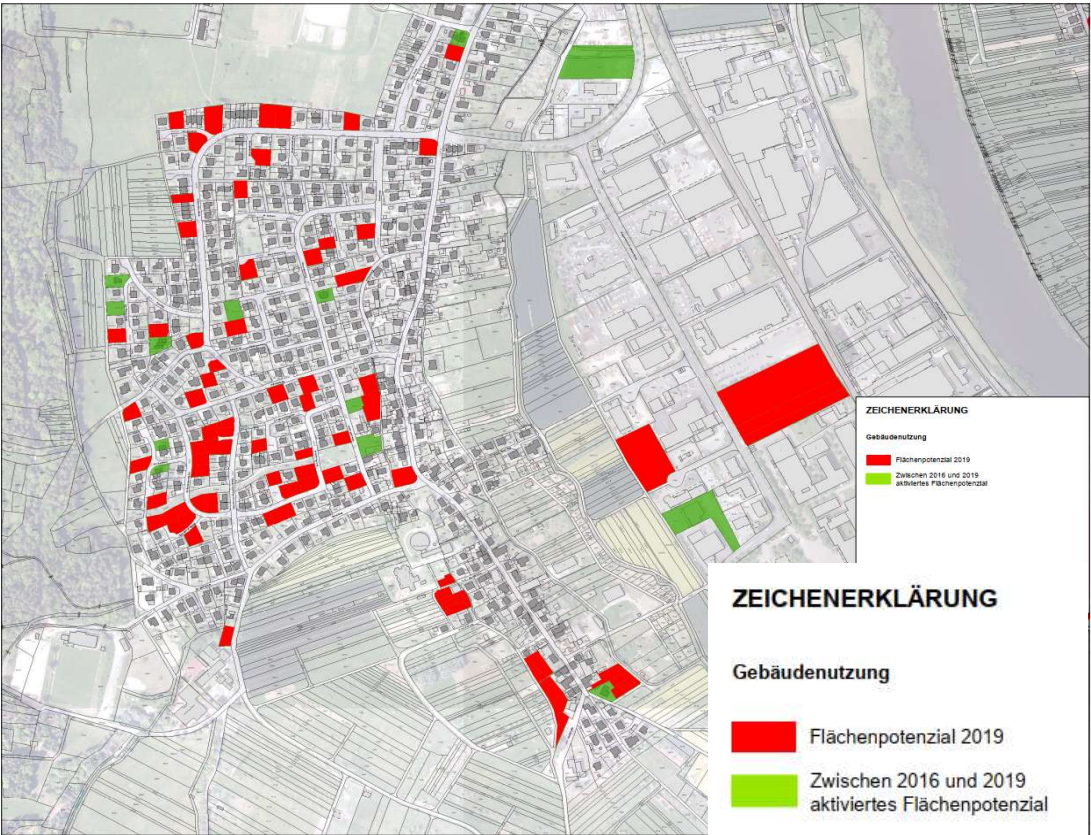 ZEICHENERKLÄRUNG
Gebäudenutzung
Flächenpotenzial 2019
Zwischen 2016 und 2019
aktiviertes Flächenpotenzial
ZEICHENERKLÄRUNG
Gebäudenutzung
Flächenpotenzial 2019
Zwischen 2016 und 2019
aktiviertes Flächenpotenzial